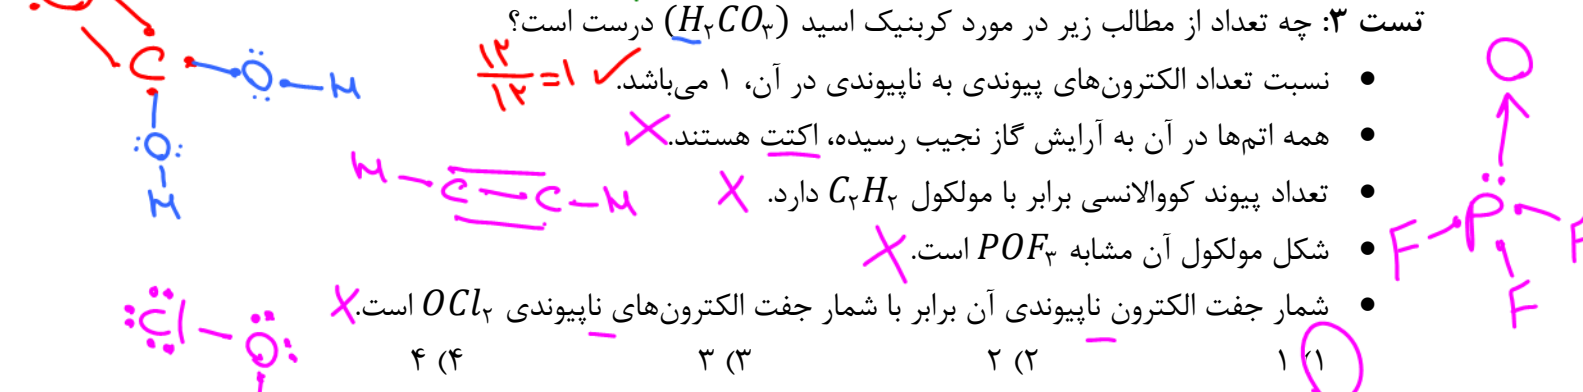 تست ۳: چه تعداد از مطالب زیر در مورد کربنیک اسید (H۲CO۳) درست است؟
• نسبت تعداد الکترون‌های پیوندی به ناپیوندی در آن، ۱ می‌باشد. ✓ ۱۲/۱۲=۱
• همه اتم‌ها در آن به آرایش گاز نجیب رسیده، اکتت هستند. X
• تعداد پیوند کووالانسی برابر با مولکول C۲H۲ دارد. X
• شکل مولکول آن مشابه POF۳ است. X
• شمار جفت الکترون ناپیوندی آن برابر با شمار جفت الکترون‌های ناپیوندی OCl۲ است. X
۱) ۱ ۲) ۲ ۳) ۳ ۴) ۴
C O H
O
H
H C C H
Cl O
O
F P F
F